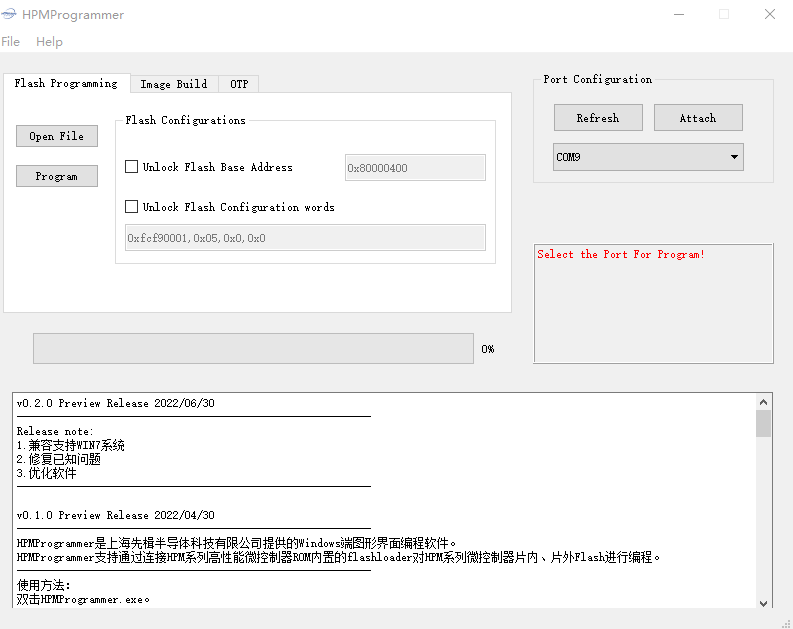 HPMProgrammer
File Help
Flash Programming Image Build OTP
Port Configuration
Refresh Attach
COM9
Open File
Program
Flash Configurations
Unlock Flash Base Address 0x80000400
Unlock Flash Configuration words
0xfcf90001,0x05,0x0,0x0
Select the Port For Program!
0%
v0.2.0 Preview Release 2022/06/30
Release note:
1.兼容支持WIN7系统
2.修复已知问题
3.优化软件
v0.1.0 Preview Release 2022/04/30
HPMProgrammer是上海先楫半导体科技有限公司提供的Windows端图形界面编程软件。
HPMProgrammer支持通过连接HPM系列高性能微控制器ROM内置的flashloader对HPM系列微控制器片内、片外Flash进行编程。
使用方法:
双击HPMProgrammer.exe。